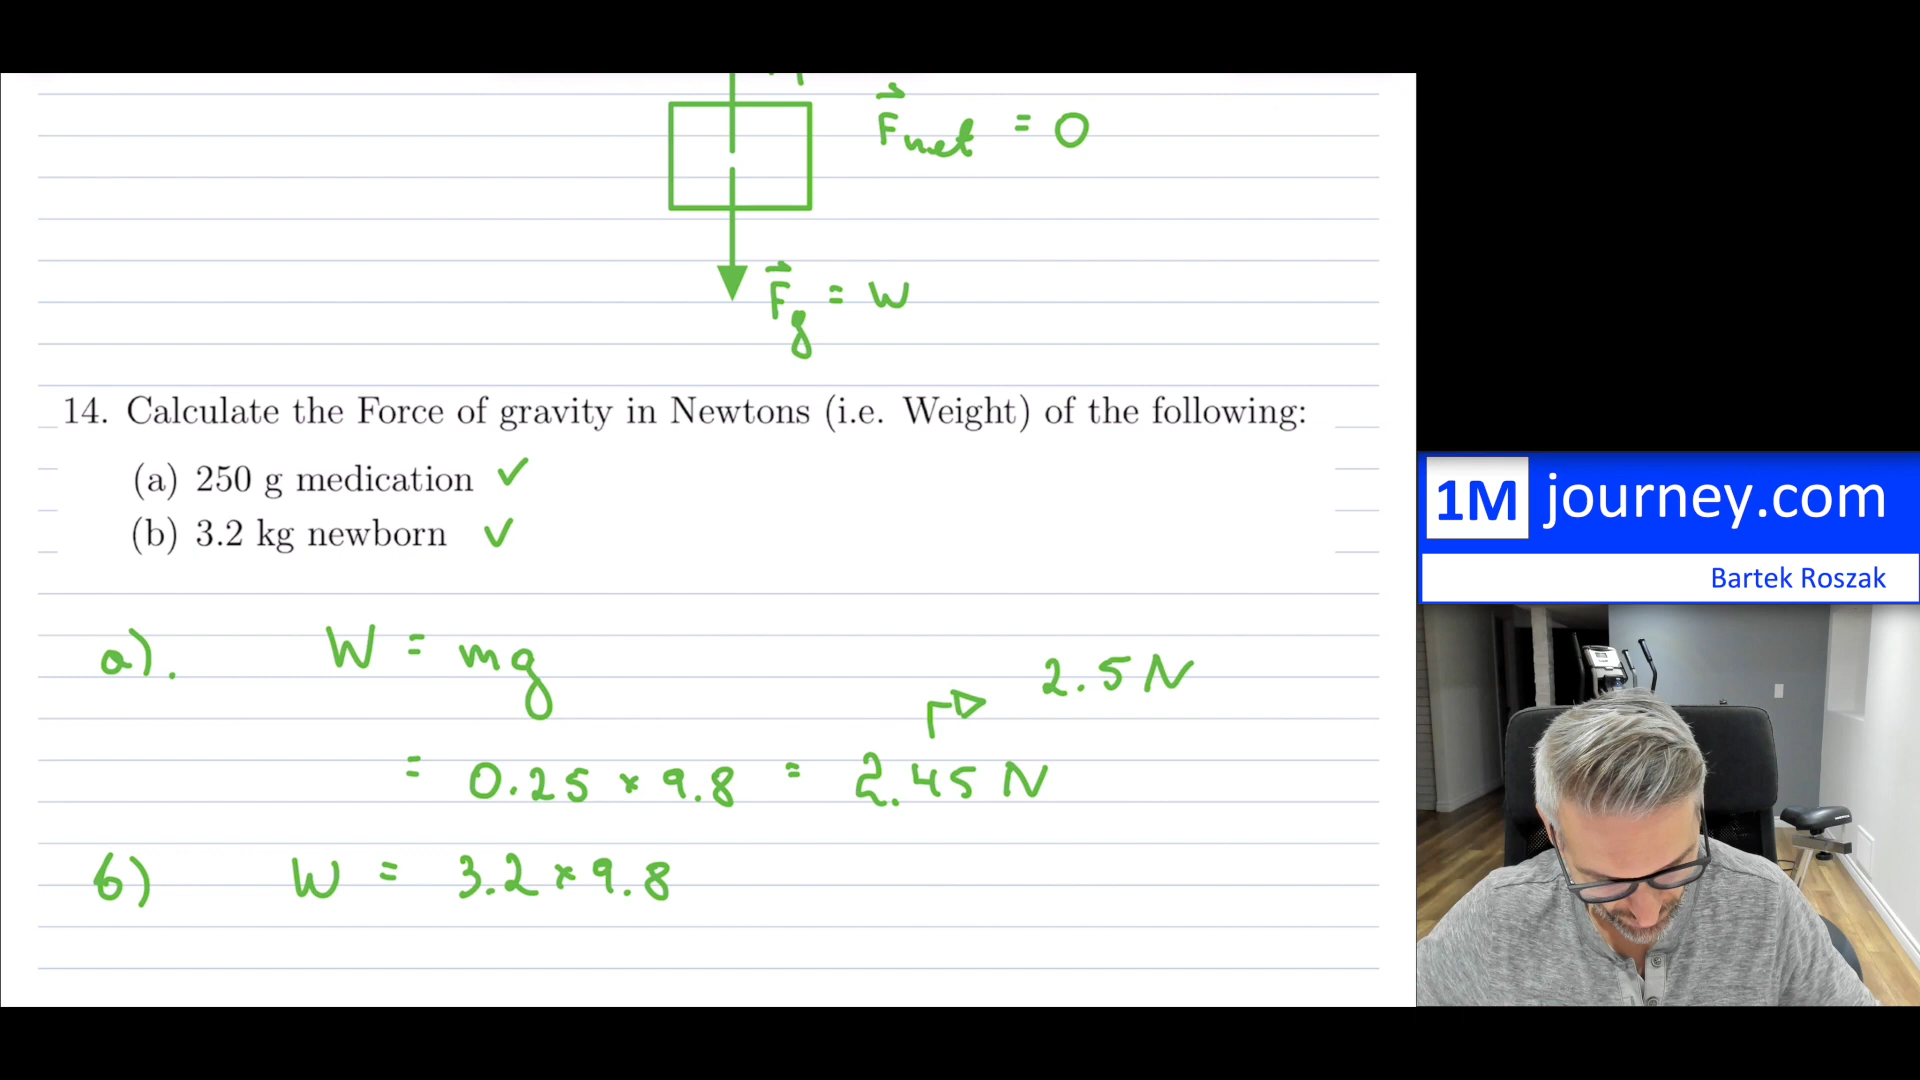 F net = 0
F g = W
14. Calculate the Force of gravity in Newtons (i.e. Weight) of the following:
(a) 250 g medication ✓
(b) 3.2 kg newborn ✓
a). W = mg
2.5 N
= 0.25 * 9.8 = 2.45 N
b) W = 3.2 * 9.8
1M journey.com
Bartek Roszak